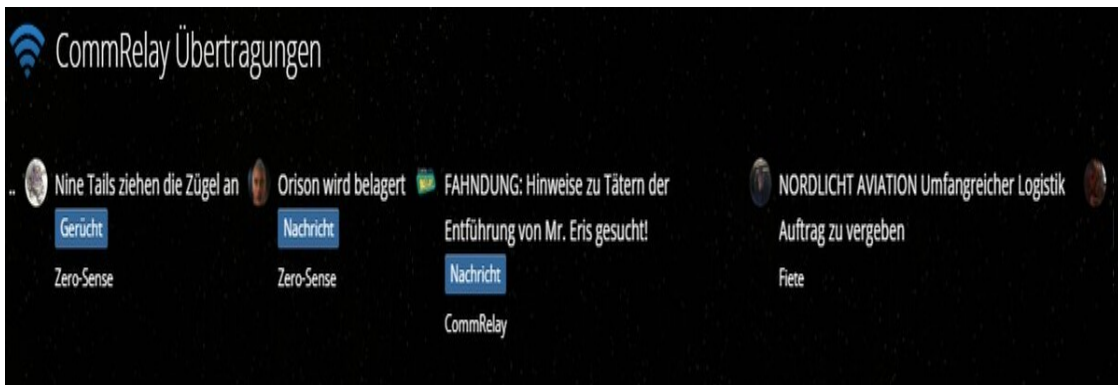 CommRelay Übertragungen
.. Nine Tails ziehen die Zügel an
Gerücht
Zero-Sense
Orison wird belagert
Nachricht
Zero-Sense
FAHNDUNG: Hinweise zu Tätern der
Entführung von Mr. Eris gesucht!
Nachricht
CommRelay
NORDLICHT AVIATION Umfangreicher Logistik
Auftrag zu vergeben
Fiete